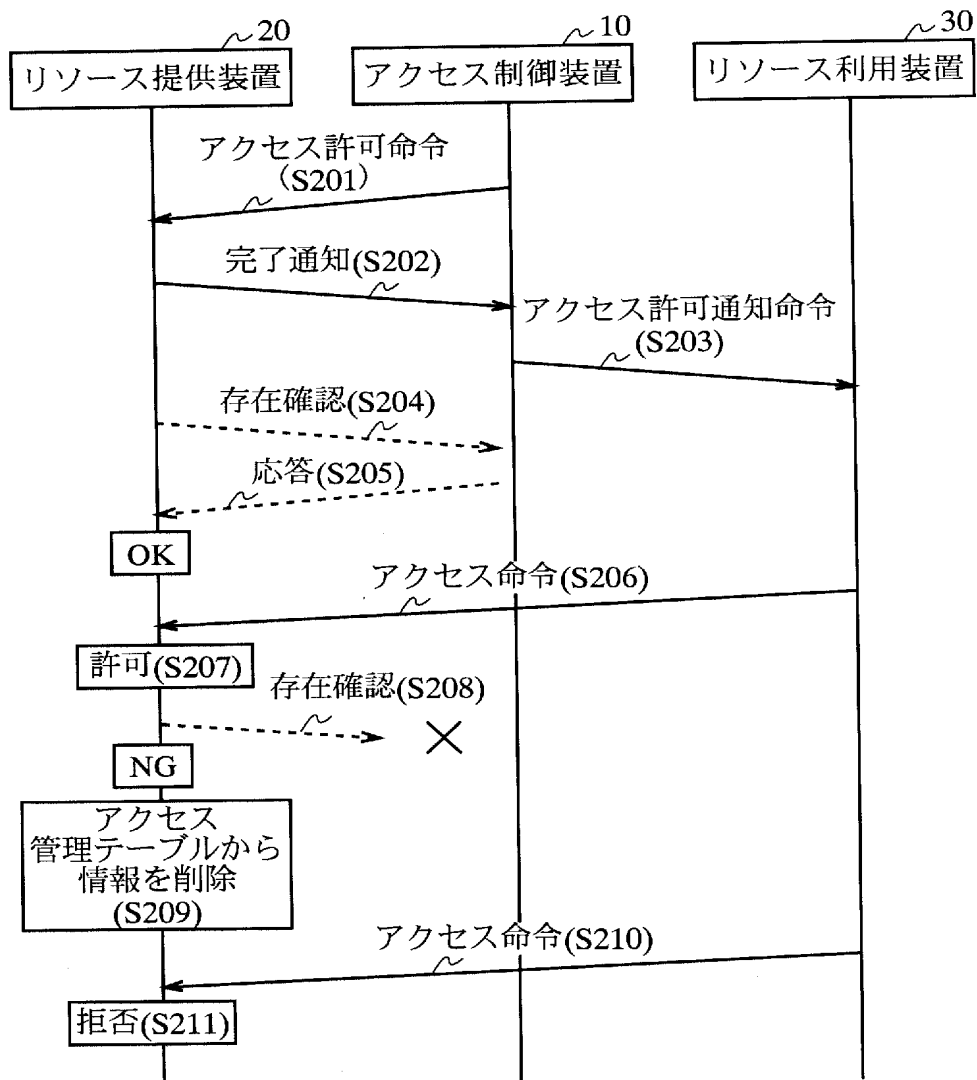 20
10
30
リソース提供装置
アクセス制御装置
リソース利用装置
アクセス許可命令
(S201)
完了通知(S202)
アクセス許可通知命令
(S203)
存在確認(S204)
応答(S205)
OK
アクセス命令(S206)
許可(S207)
存在確認(S208)
NG
アクセス
管理テーブルから
情報を削除
(S209)
アクセス命令(S210)
拒否(S211)